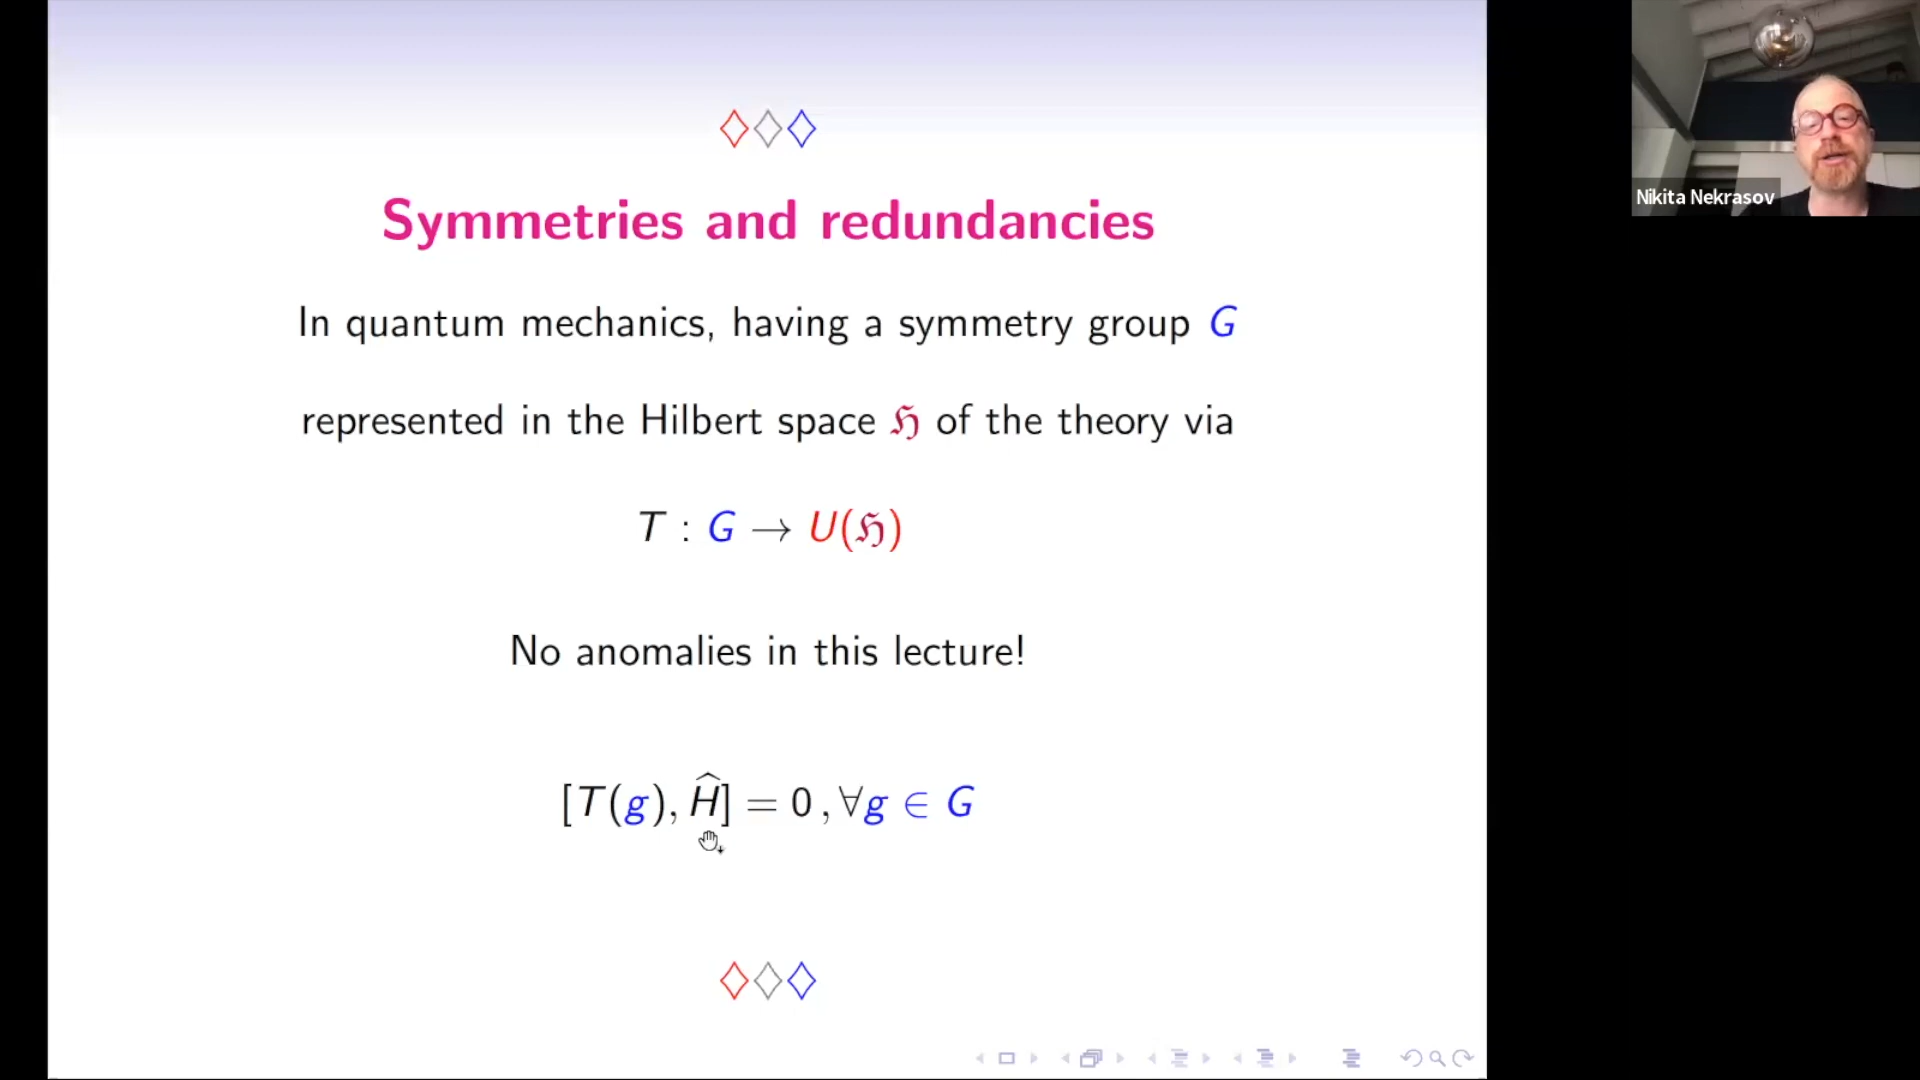 Symmetries and redundancies
In quantum mechanics, having a symmetry group G
represented in the Hilbert space ℌ of the theory via
T : G → U(ℌ)
No anomalies in this lecture!
[T(g), Ĥ] = 0 , ∀g ∈ G
Nikita Nekrasov